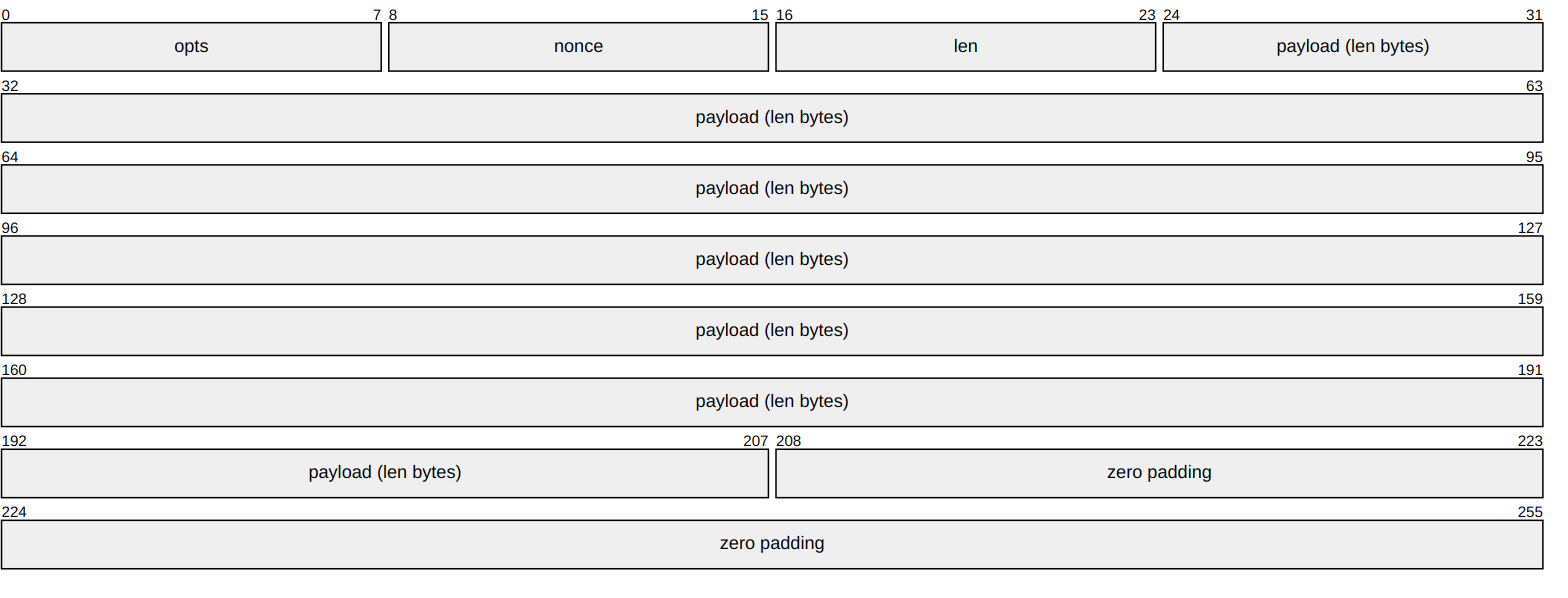 0 7 8 15 16 23 24 31
opts nonce len payload (len bytes)
32 63
payload (len bytes)
64 95
payload (len bytes)
96 127
payload (len bytes)
128 159
payload (len bytes)
160 191
payload (len bytes)
192 207 208 223
payload (len bytes) zero padding
224 255
zero padding